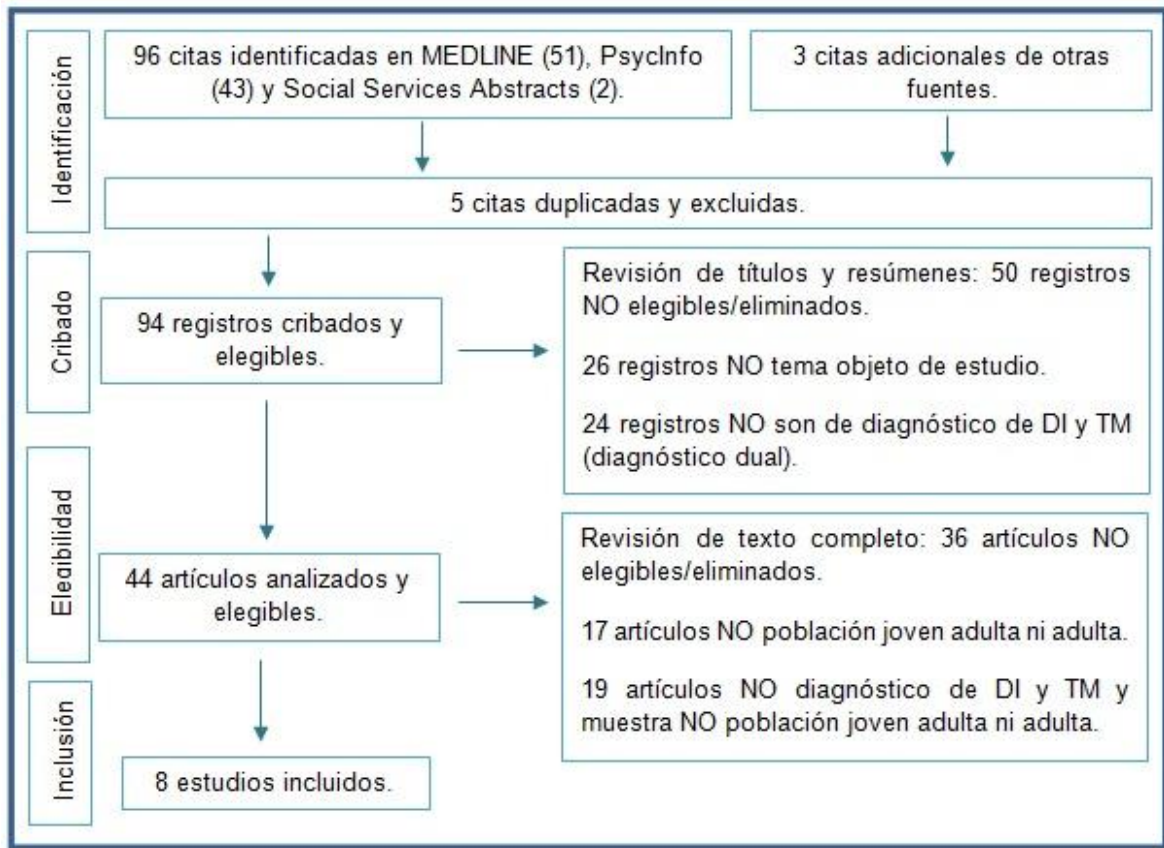 Identificación
96 citas identificadas en MEDLINE (51), PsycInfo
(43) y Social Services Abstracts (2).
3 citas adicionales de otras
fuentes.
5 citas duplicadas y excluidas.
Cribado
94 registros cribados y
elegibles.
Revisión de títulos y resúmenes: 50 registros
NO elegibles/eliminados.
26 registros NO tema objeto de estudio.
24 registros NO son de diagnóstico de DI y TM
(diagnóstico dual).
Elegibilidad
44 artículos analizados y
elegibles.
Revisión de texto completo: 36 artículos NO
elegibles/eliminados.
17 artículos NO población joven adulta ni adulta.
19 artículos NO diagnóstico de DI y TM y
muestra NO población joven adulta ni adulta.
Inclusión
8 estudios incluidos.